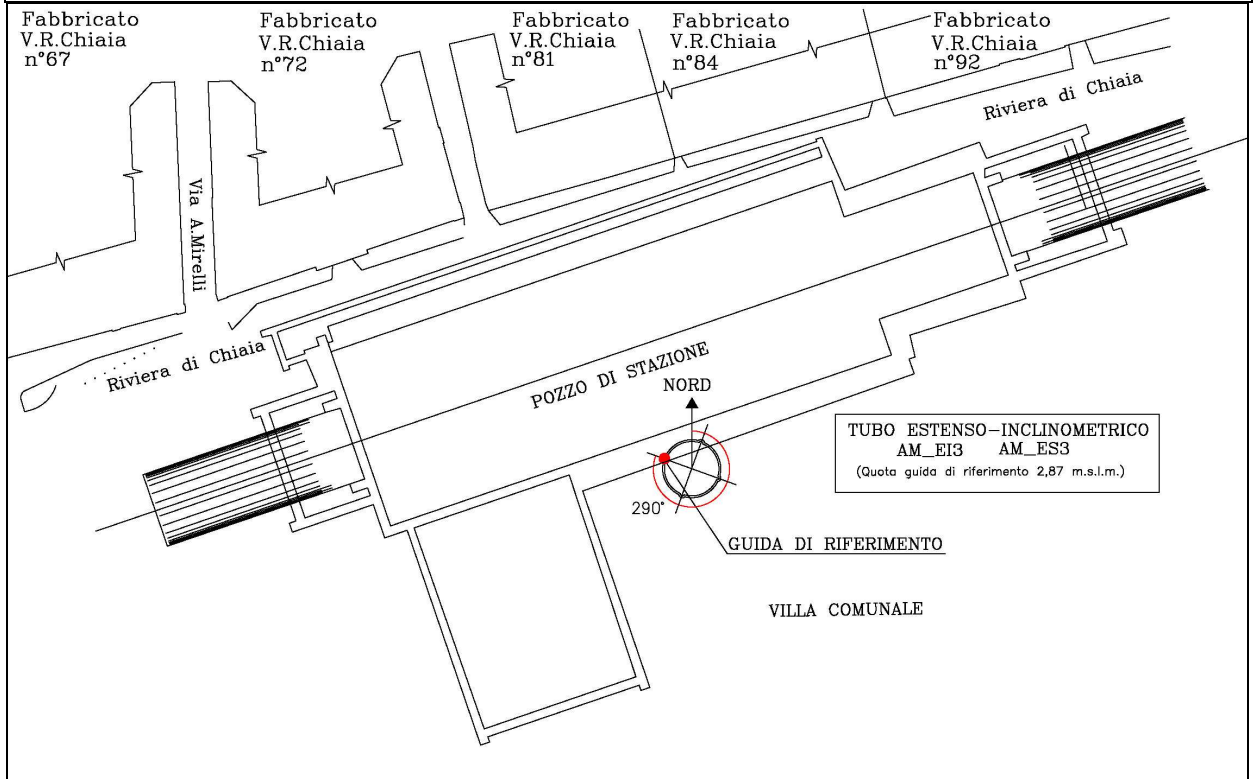 Fabbricato
V.R.Chiaia
n°67
Fabbricato
V.R.Chiaia
n°72
Fabbricato
V.R.Chiaia
n°81
Fabbricato
V.R.Chiaia
n°84
Fabbricato
V.R.Chiaia
n°92
Riviera di Chiaia
Via A.Mirelli
Riviera di Chiaia
POZZO DI STAZIONE
NORD
290°
GUIDA DI RIFERIMENTO
TUBO ESTENSO-INCLINOMETRICO
AM_EI3 AM_ES3
(Quota guida di riferimento 2,87 m.s.l.m.)
VILLA COMUNALE